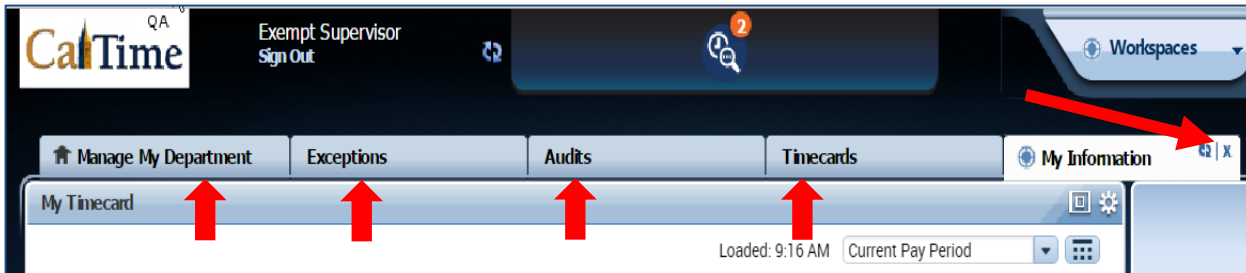 QA
CalTime
Exempt Supervisor
Sign Out
2
Workspaces
Manage My Department
Exceptions
Audits
Timecards
My Information
X
My Timecard
Loaded: 9:16 AM
Current Pay Period